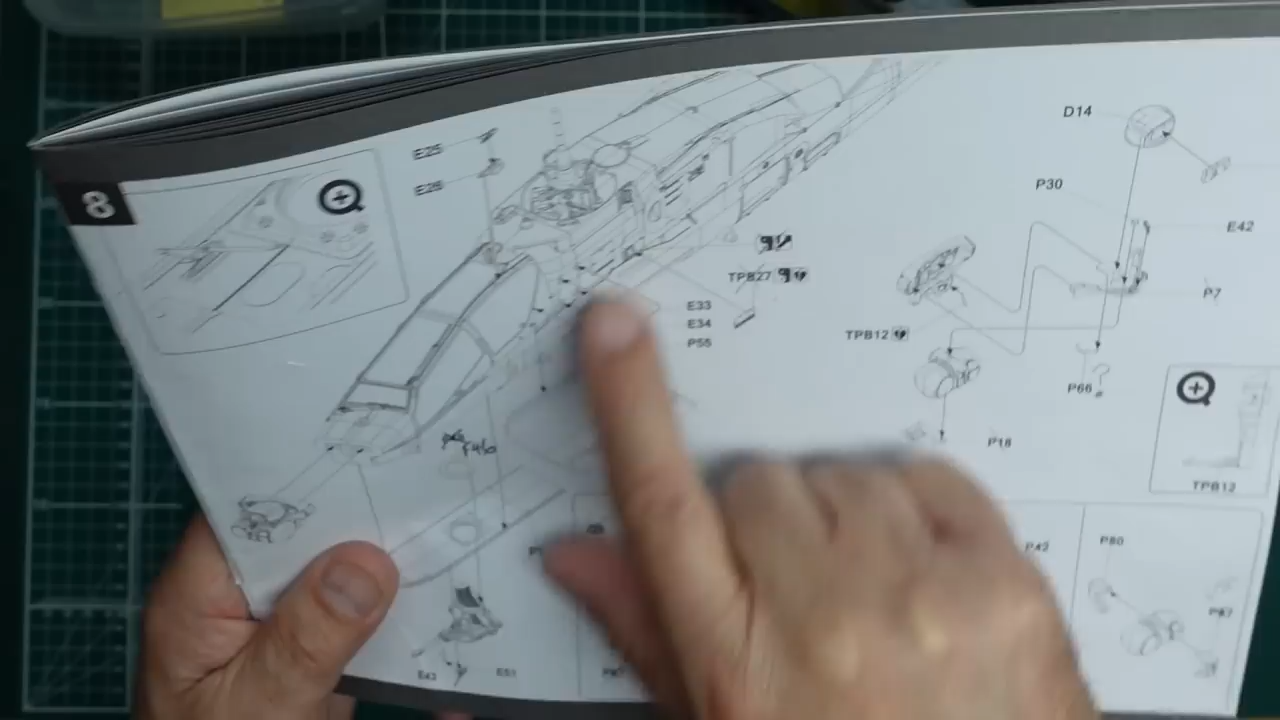 8
E25
E26
D14
P30
E42
P7
TPB27
E33
E34
P55
TPB12
P66?
P18
TPB12
P42
P80
E43
E51